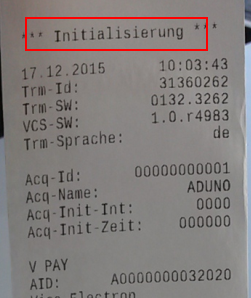 *** Initialisierung ***
17.12.2015 10:03:43
Trm-Id: 31360262
Trm-SW: 0132.3262
VCS-SW: 1.0.r4983
Trm-Sprache: de
Acq-Id: 00000000001
Acq-Name: ADUNO
Acq-Init-Int: 0000
Acq-Init-Zeit: 000000
V PAY
AID: A0000000032020
Electron